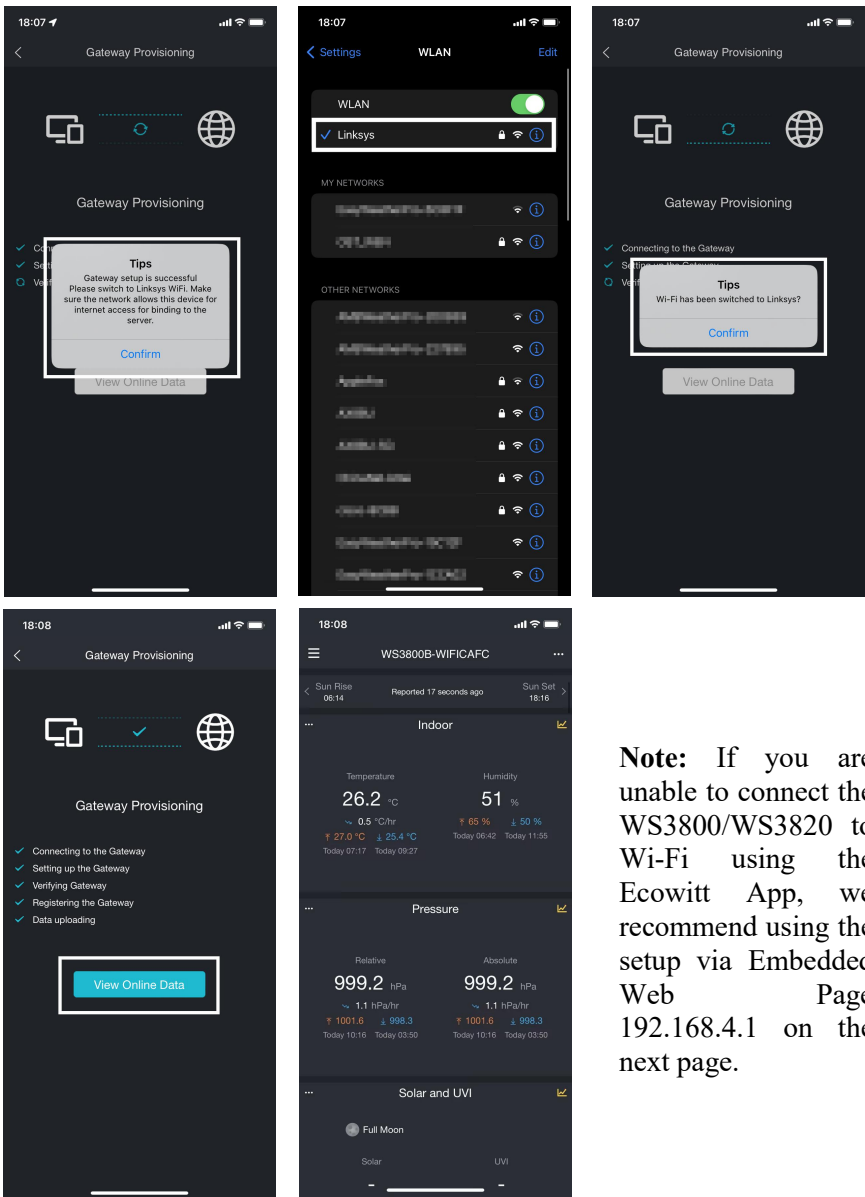 18:07
Gateway Provisioning
Gateway Provisioning
Tips
Gateway setup is successful
Please switch to Linksys WiFi. Make
sure the network allows this device for
internet access for binding to the
server.
Confirm
View Online Data
18:07
Settings WLAN Edit
WLAN
Linksys
MY NETWORKS
OTHER NETWORKS
18:07
Gateway Provisioning
Gateway Provisioning
Connecting to the Gateway
Setting up the Gateway
Tips
Wi-Fi has been switched to Linksys?
Confirm
View Online Data
18:08
Gateway Provisioning
Gateway Provisioning
Connecting to the Gateway
Setting up the Gateway
Verifying Gateway
Registering the Gateway
Data uploading
View Online Data
18:08
WS3800B-WIFICAFC
Sun Rise Reported 17 seconds ago Sun Set
06:14 18:16
Indoor
Temperature Humidity
26.2 °C 51 %
0.5 °C/hr 65 % 50 %
27.0 °C 25.4 °C Today 06:42 Today 11:55
Today 07:17 Today 09:27
Pressure
Relative Absolute
999.2 hPa 999.2 hPa
1.1 hPa/hr 1.1 hPa/hr
1001.6 998.3 1001.6 998.3
Today 10:16 Today 03:50 Today 10:16 Today 03:50
Solar and UVI
Full Moon
Solar UVI
- -
Note: If you are
unable to connect the
WS3800/WS3820 to
Wi-Fi using the
Ecowitt App, we
recommend using the
setup via Embedded
Web Page
192.168.4.1 on the
next page.